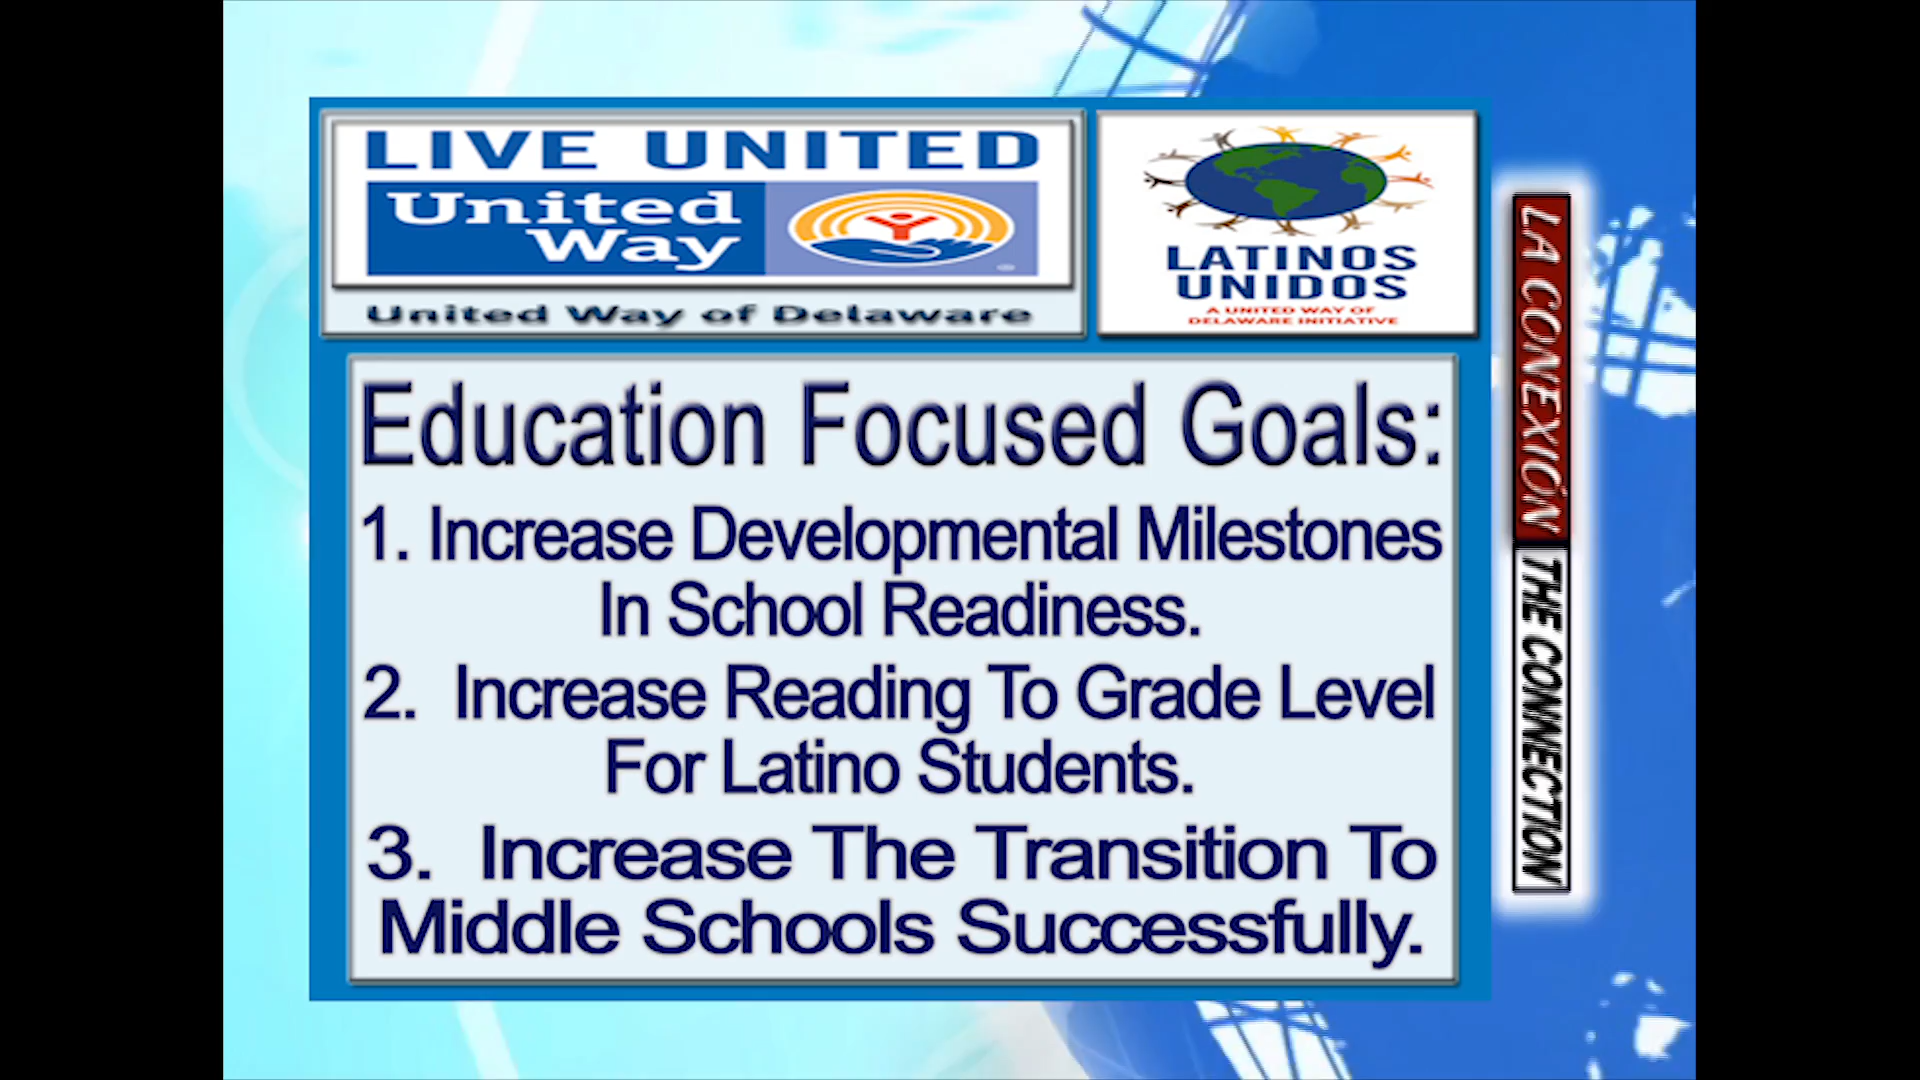 LIVE UNITED
United
Way
United Way of Delaware
LATINOS
UNIDOS
A UNITED WAY OF
DELAWARE INITIATIVE
Education Focused Goals:
1. Increase Developmental Milestones
In School Readiness.
2. Increase Reading To Grade Level
For Latino Students.
3. Increase The Transition To
Middle Schools Successfully.
LA CONEXIÓN THE CONNECTION